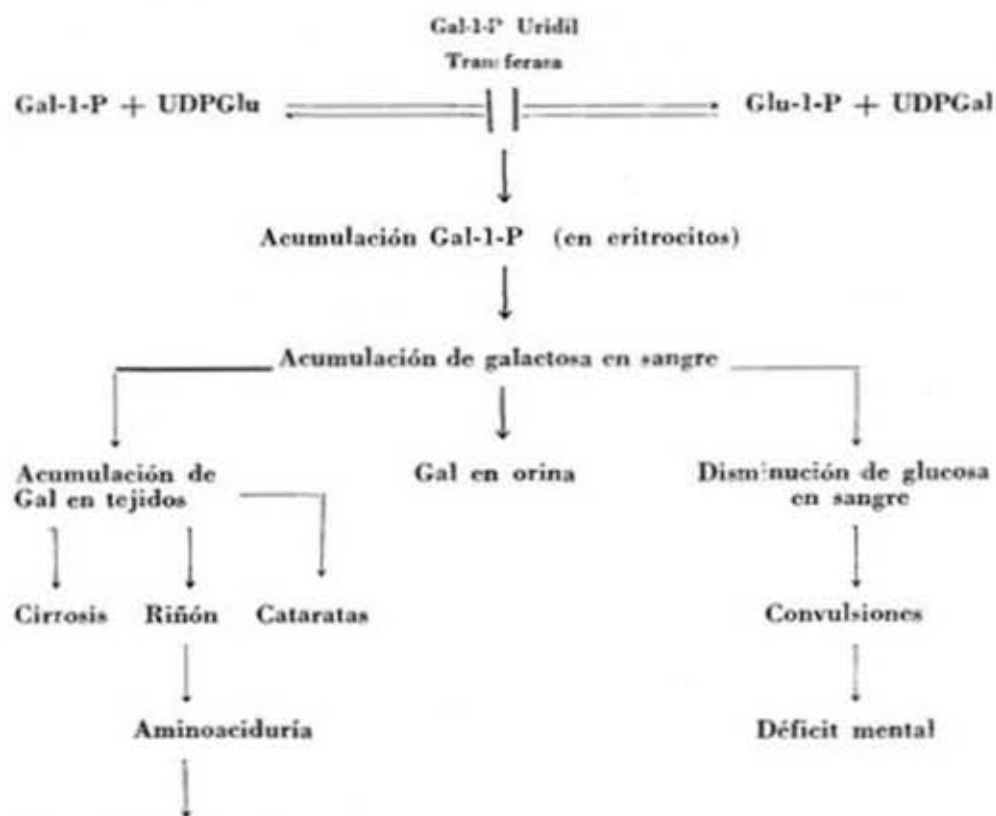 Gal-1-P Uridil
Transferasa
Gal-1-P + UDPGlu
Glu-1-P + UDPGal
Acumulación Gal-1-P (en eritrocitos)
Acumulación de galactosa en sangre
Acumulación de
Gal en tejidos
Gal en orina
Disminución de glucosa
en sangre
Cirrosis
Riñón
Cataratas
Convulsiones
Aminoaciduría
Déficit mental